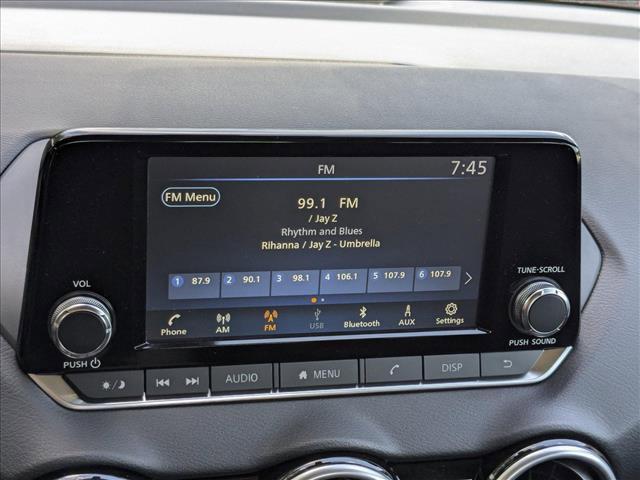 FM
7:45
FM Menu
99.1 FM
/ Jay Z
Rhythm and Blues
Rihanna / Jay Z - Umbrella
1 87.9 2 90.1 3 98.1 4 106.1 5 107.9 6 107.9
Phone AM FM USB Bluetooth AUX Settings
VOL
PUSH
TUNE-SCROLL
PUSH SOUND
AUDIO MENU DISP